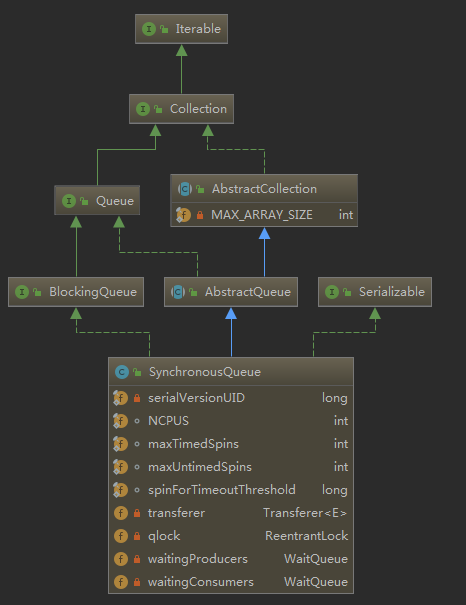 Iterable
Collection
Queue
AbstractCollection
MAX_ARRAY_SIZE int
BlockingQueue
AbstractQueue
Serializable
SynchronousQueue
serialVersionUID long
NCPUS int
maxTimedSpins int
maxUntimedSpins int
spinForTimeoutThreshold long
transferer Transferer<E>
qlock ReentrantLock
waitingProducers WaitQueue
waitingConsumers WaitQueue